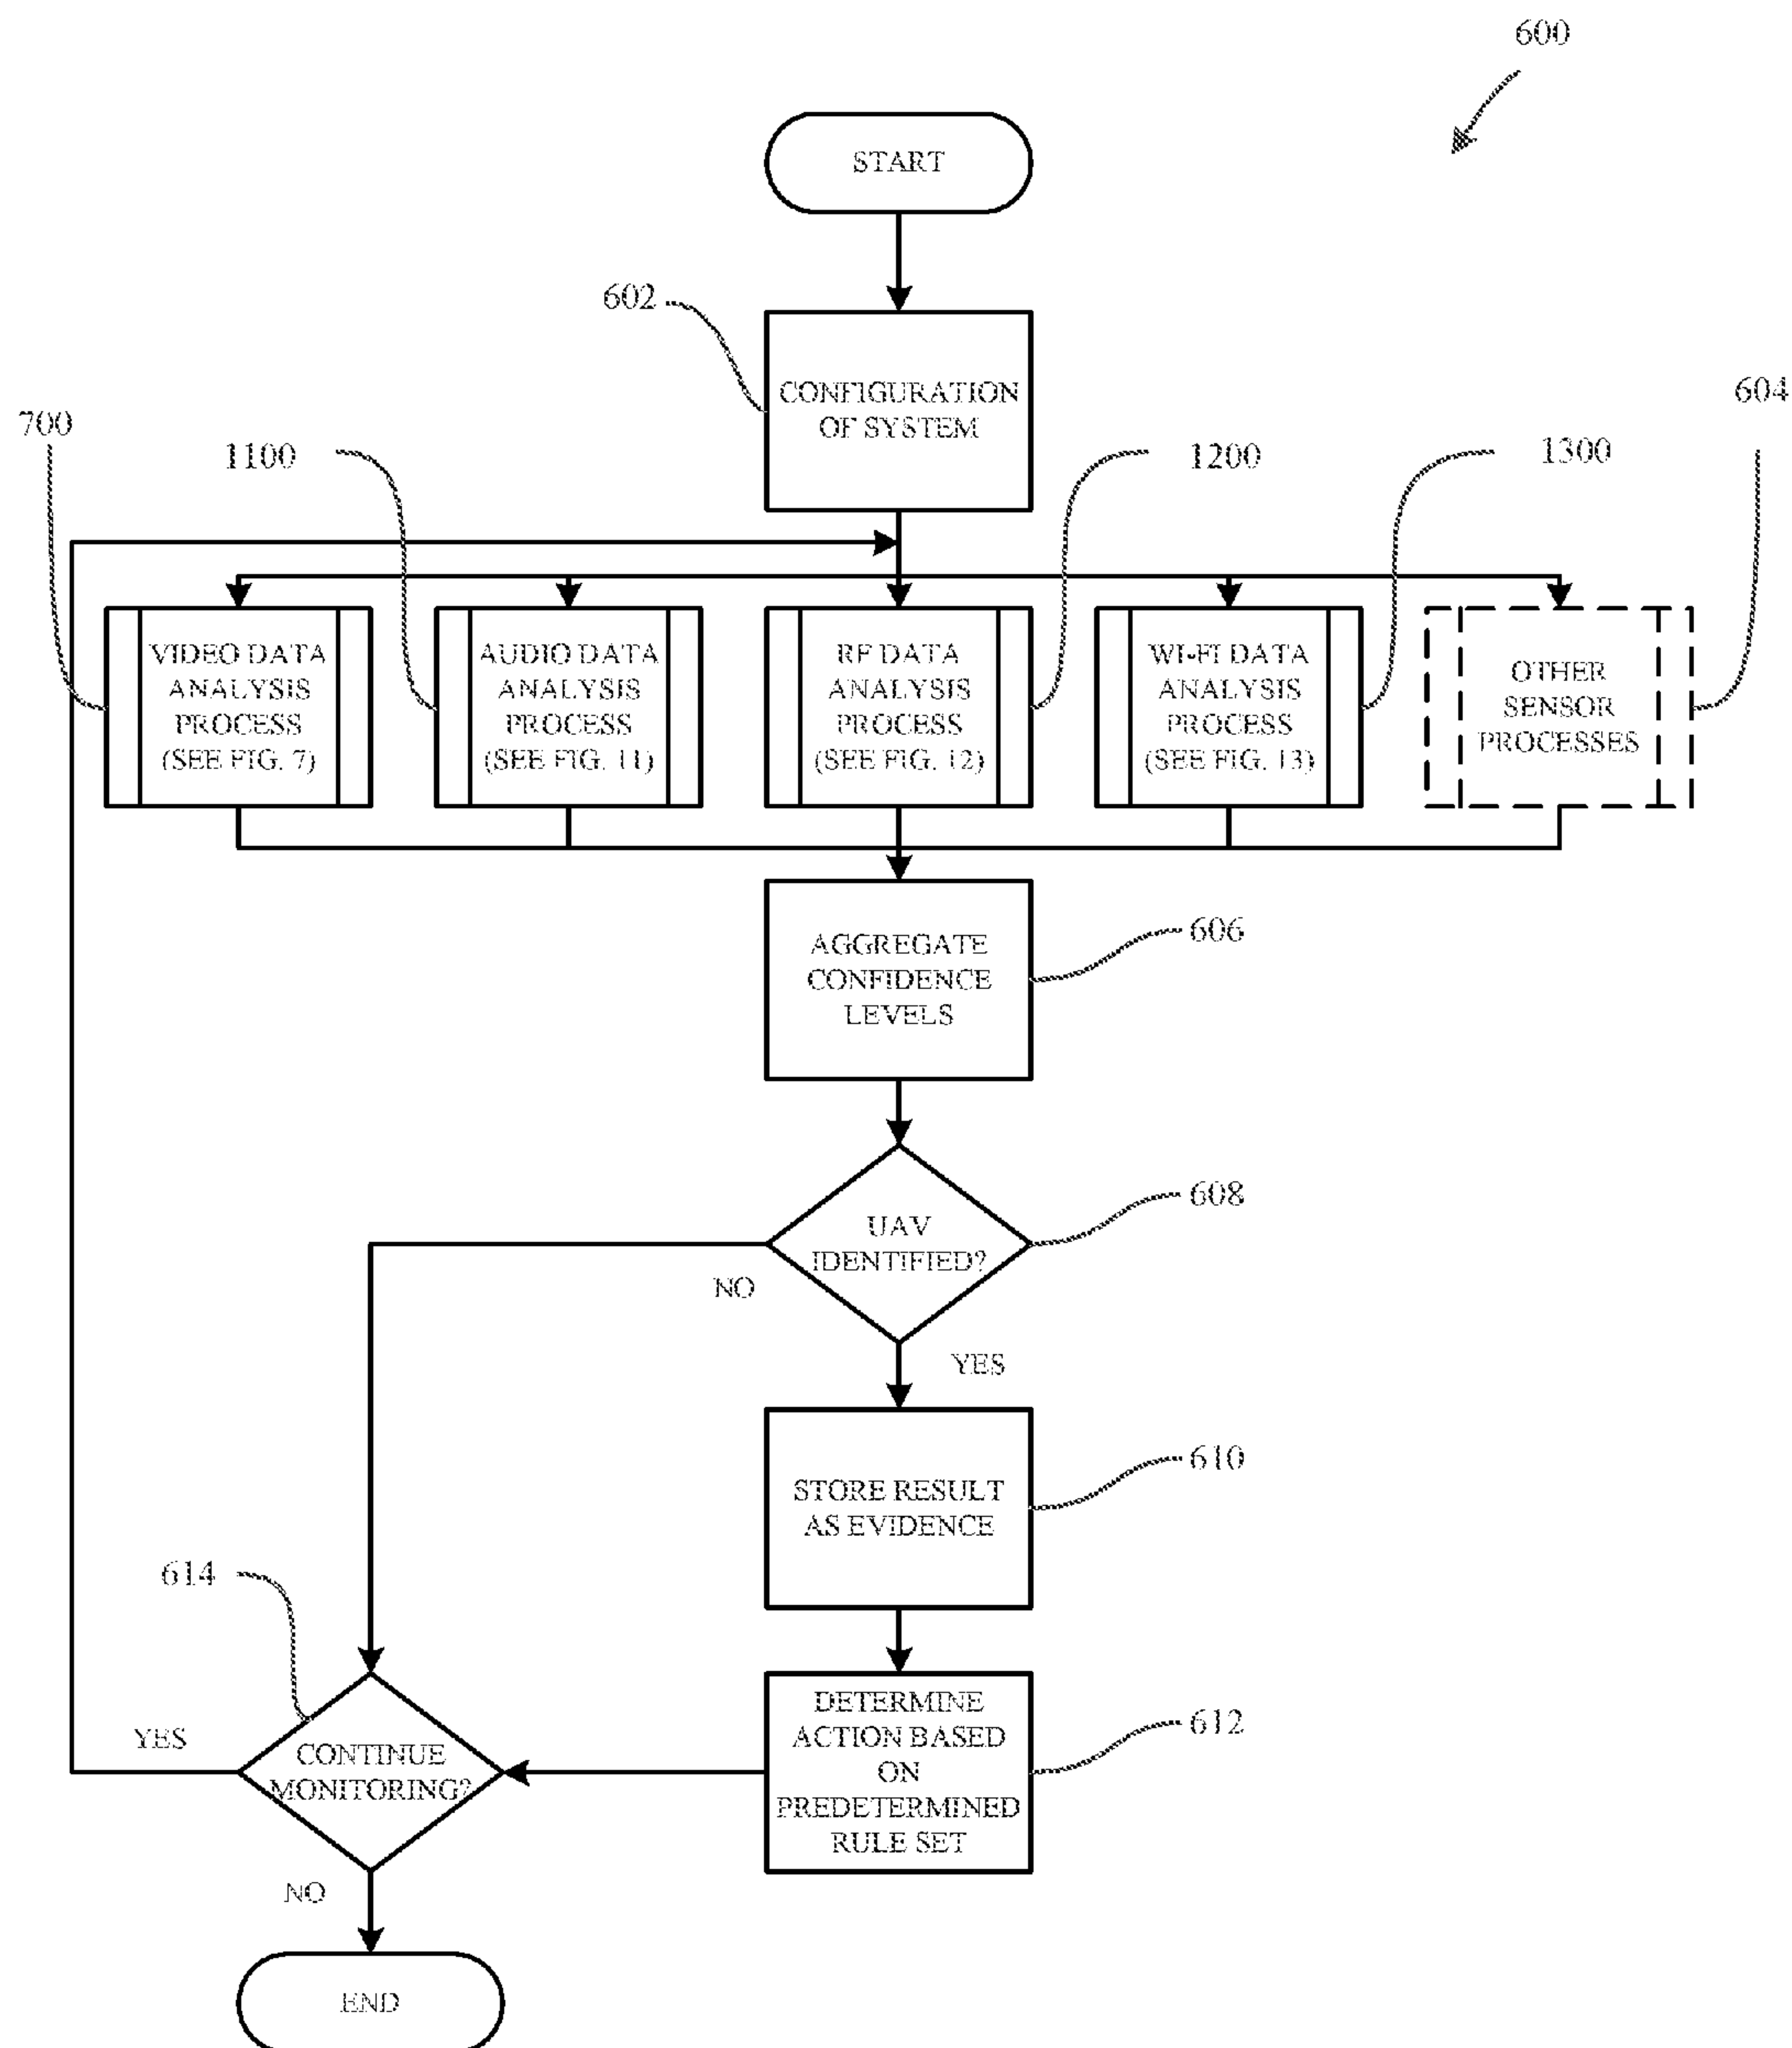 600
START
602
CONFIGURATION
OF SYSTEM
604
700
1100
1200
1300
VIDEO DATA
ANALYSIS
PROCESS
(SEE FIG. 7)
AUDIO DATA
ANALYSIS
PROCESS
(SEE FIG. 11)
RF DATA
ANALYSIS
PROCESS
(SEE FIG. 12)
WI-FI DATA
ANALYSIS
PROCESS
(SEE FIG. 13)
OTHER
SENSOR
PROCESSES
AGGREGATE
CONFIDENCE
LEVELS
606
UAV
IDENTIFIED?
608
NO
YES
STORE RESULT
AS EVIDENCE
610
614
DETERMINE
ACTION BASED
ON
PREDETERMINED
RULE SET
612
YES
CONTINUE
MONITORING?
NO
END